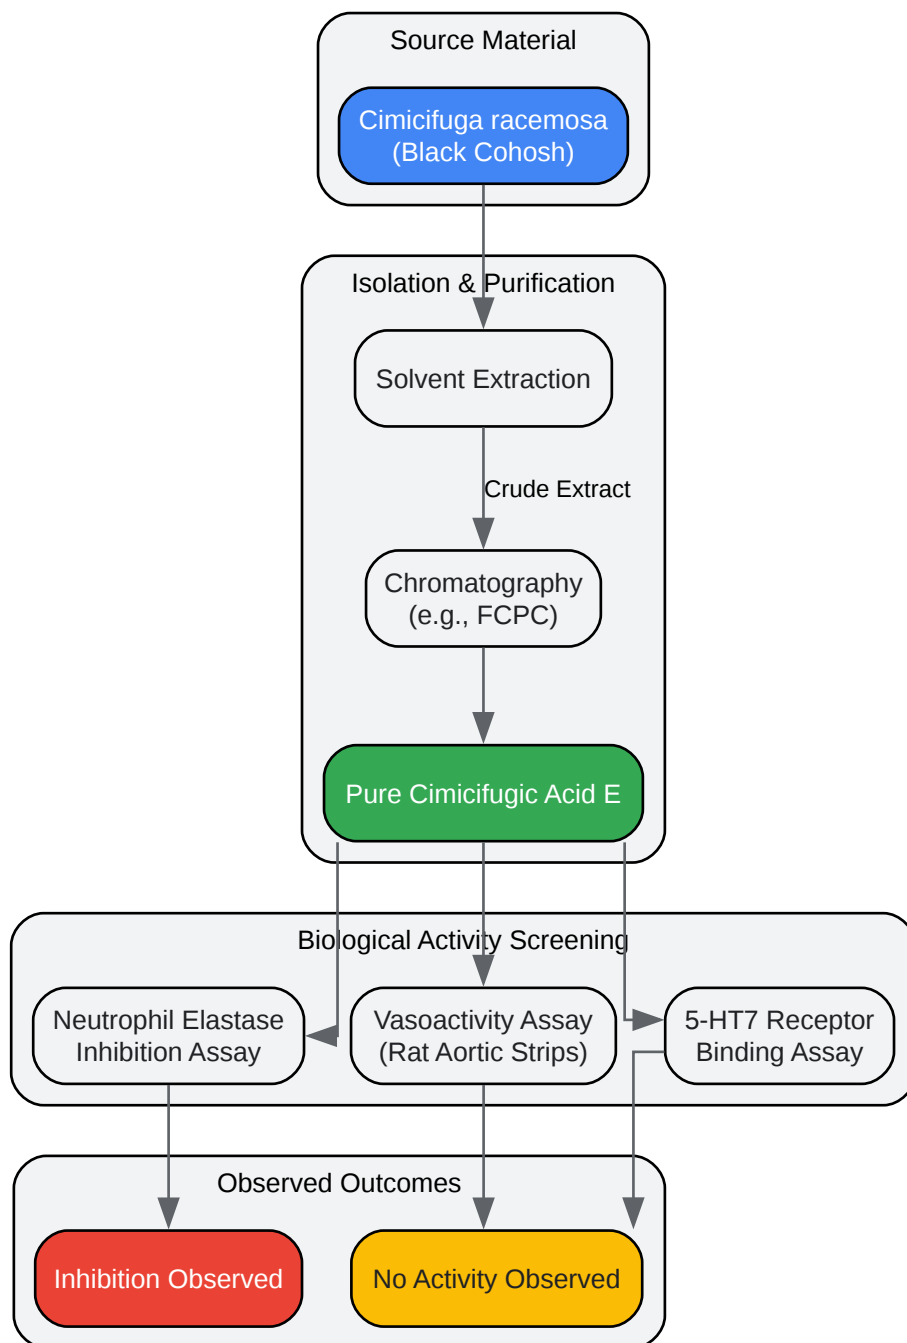 Source Material
Cimicifuga racemosa
(Black Cohosh)
Isolation & Purification
Solvent Extraction
Crude Extract
Chromatography
(e.g., FCPC)
Pure Cimicifugic Acid E
Biological Activity Screening
Neutrophil Elastase
Inhibition Assay
Vasoactivity Assay
(Rat Aortic Strips)
5-HT7 Receptor
Binding Assay
Observed Outcomes
Inhibition Observed
No Activity Observed